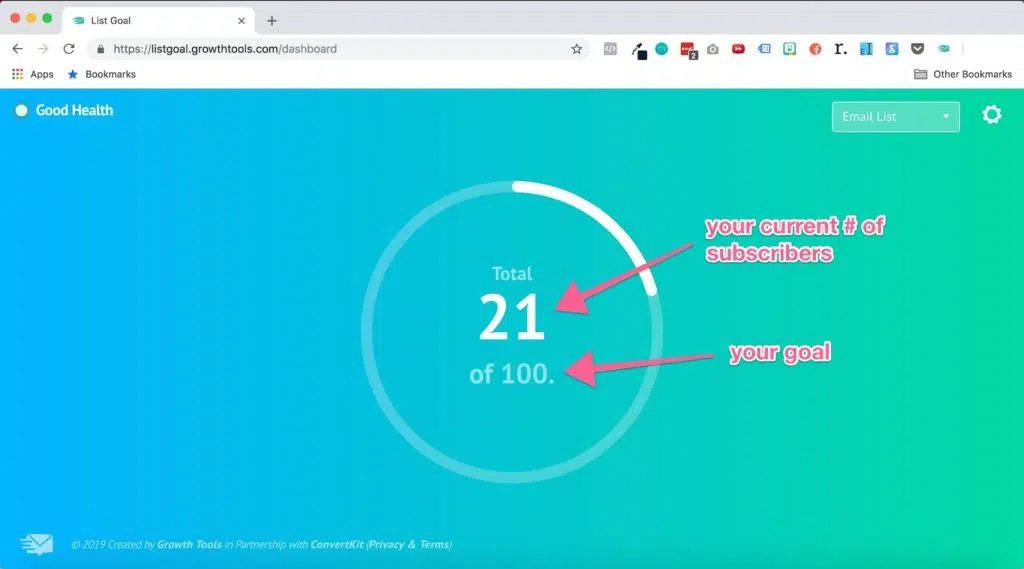 List Goal
https://listgoal.growthtools.com/dashboard
2
r.
Apps
Bookmarks
Other Bookmarks
Good Health
Email List
your current # of
subscribers
Total
21
of 100.
your goal
© 2019 Created by Growth Tools in Partnership with ConvertKit (Privacy & Terms)